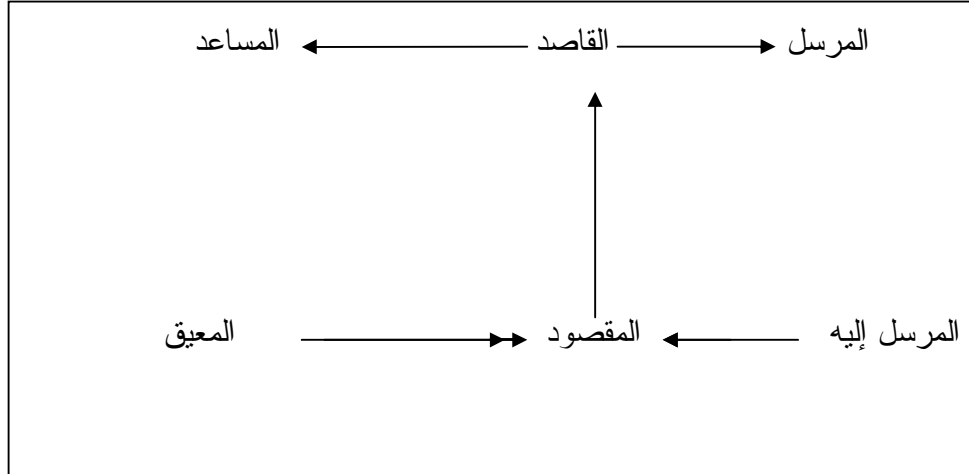 المرسل القاصد المساعد
المرسل إليه المقصود المعيق